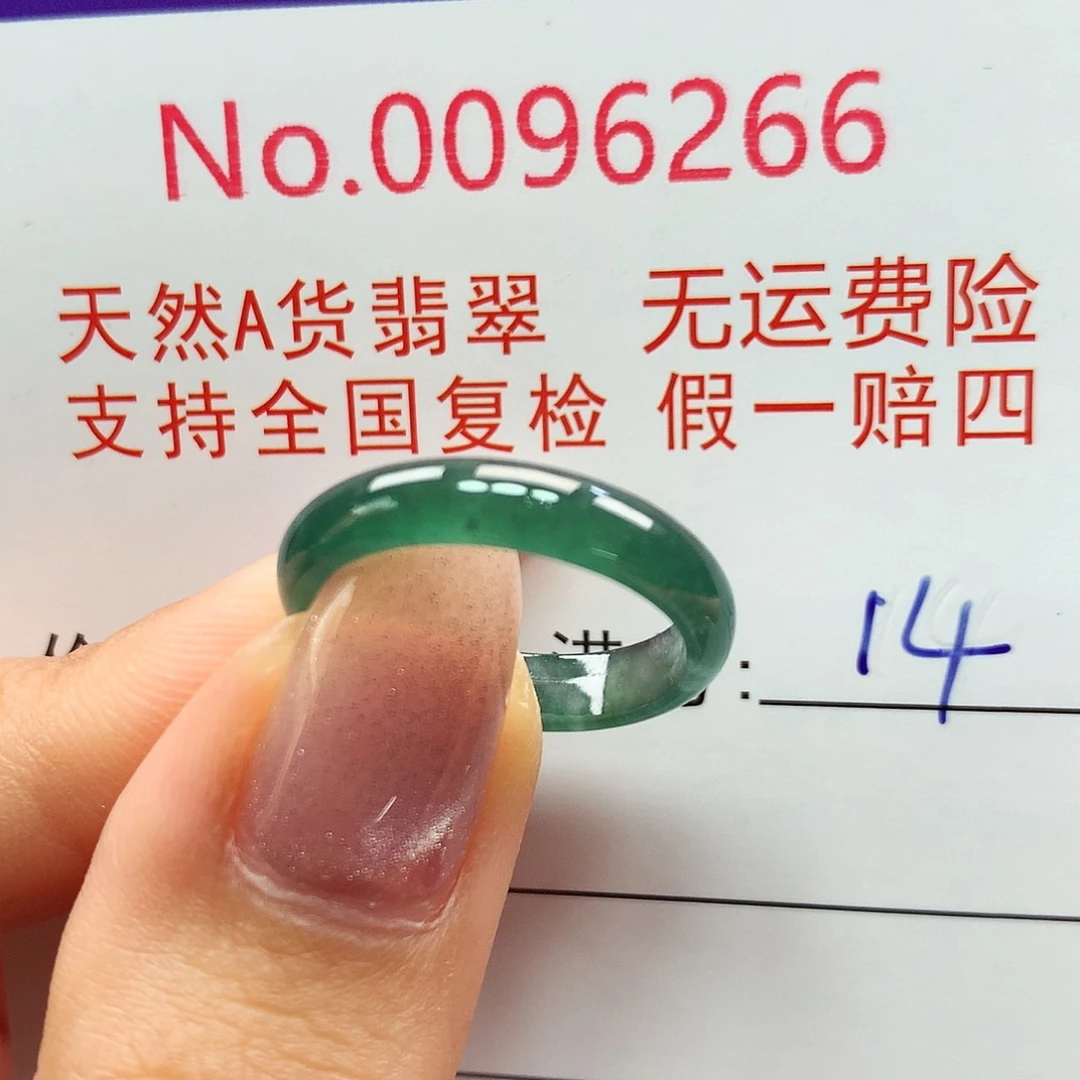 No.0096266
天然A货翡翠 无运费险
支持全国复检 假一赔四
14